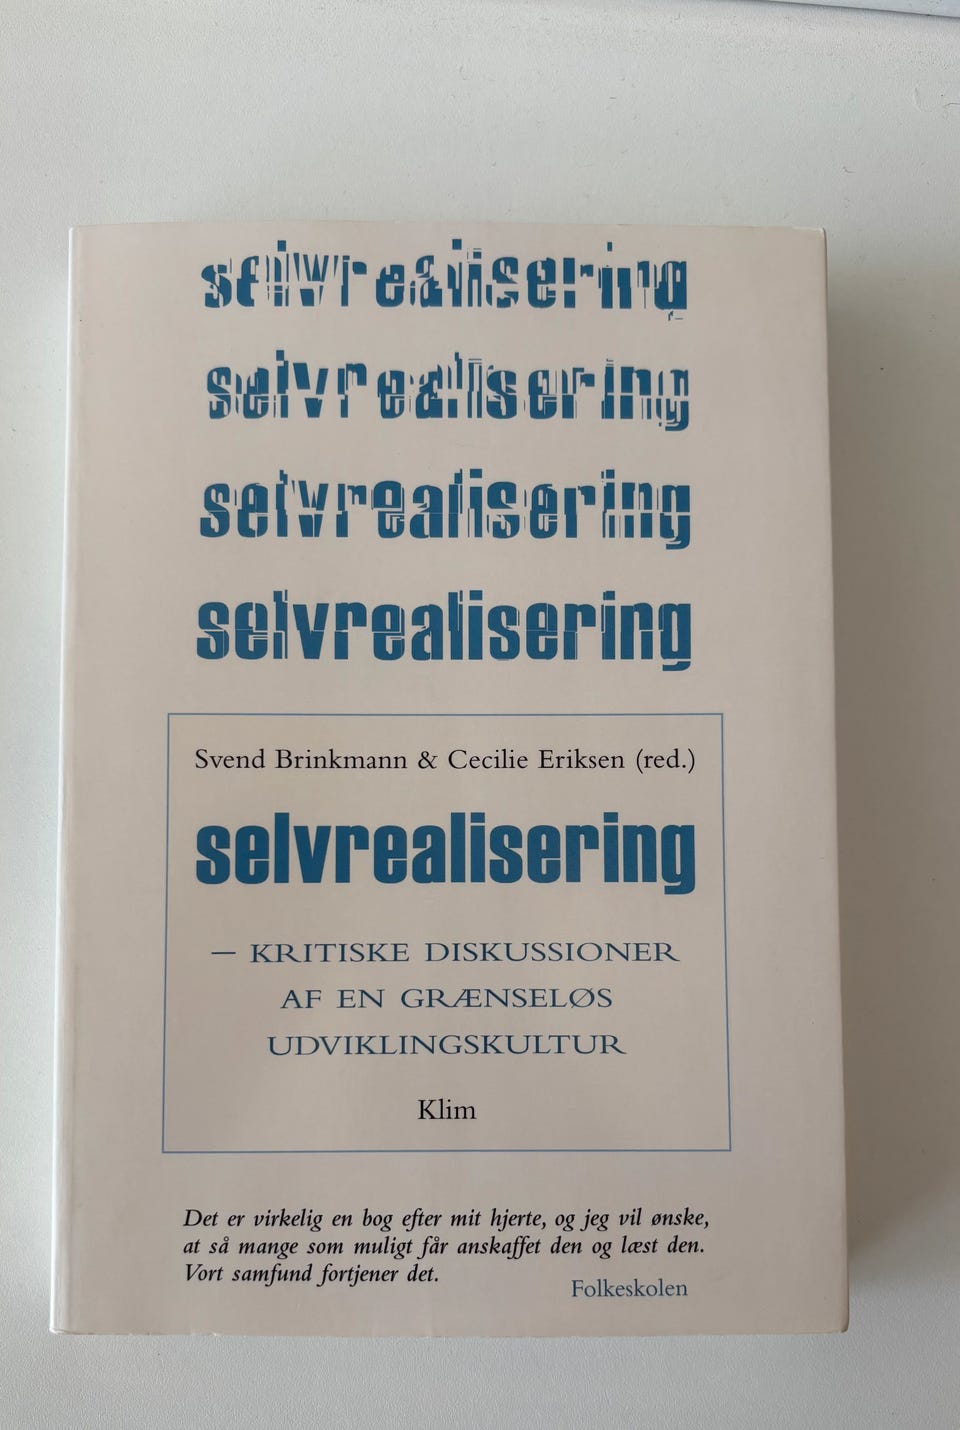 selvrealisering
selvrealisering
selvrealisering
selvrealisering
Svend Brinkmann & Cecilie Eriksen (red.)
selvrealisering
– KRITISKE DISKUSSIONER
AF EN GRÆNSELØS
UDVIKLINGSKULTUR
Klim
Det er virkelig en bog efter mit hjerte, og jeg vil ønske,
at så mange som muligt får anskaffet den og læst den.
Vort samfund fortjener det.
Folkeskolen